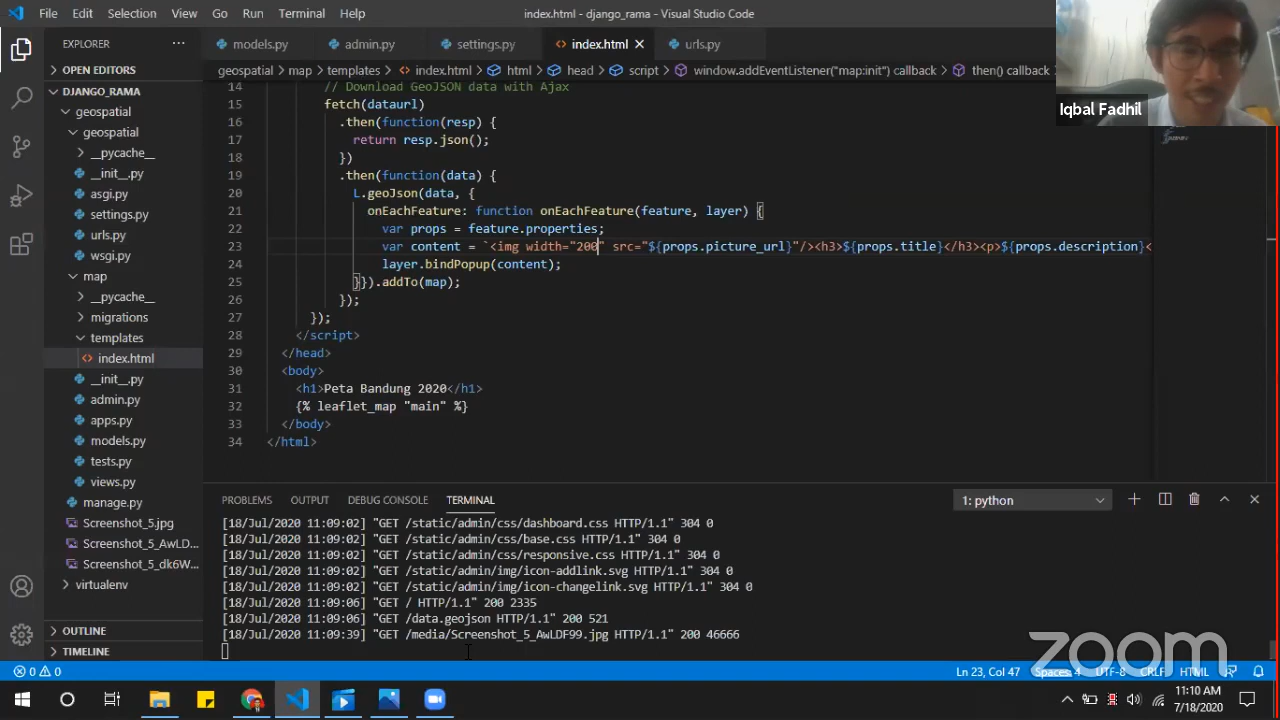 File Edit Selection View Go Run Terminal Help
index.html - django_rama - Visual Studio Code
EXPLORER
models.py admin.py settings.py index.html urls.py
geospatial > map > templates > index.html > html > head > script > window.addEventListener("map:init") callback > then() callback
OPEN EDITORS
DJANGO_RAMA
geospatial
geospatial
__pycache__
__init__.py
asgi.py
settings.py
urls.py
wsgi.py
map
__pycache__
migrations
templates
index.html
__init__.py
admin.py
apps.py
models.py
tests.py
views.py
manage.py
Screenshot_5.jpg
Screenshot_5_AwLD...
Screenshot_5_dk6W...
virtualenv
OUTLINE
TIMELINE
14 // Download GeoJSON data with Ajax
15 fetch(dataurl)
16 .then(function(resp) {
17 return resp.json();
18 })
19 .then(function(data) {
20 L.geoJson(data, {
21 onEachFeature: function onEachFeature(feature, layer) {
22 var props = feature.properties;
23 var content = `<img width="200" src="${props.picture_url}"/><h3>${props.title}</h3><p>${props.description}<
24 layer.bindPopup(content);
25 }}).addTo(map);
26 });
27 });
28 </script>
29 </head>
30 <body>
31 <h1>Peta Bandung 2020</h1>
32 {% leaflet_map "main" %}
33 </body>
34 </html>
PROBLEMS OUTPUT DEBUG CONSOLE TERMINAL
1: python
[18/Jul/2020 11:09:02] "GET /static/admin/css/dashboard.css HTTP/1.1" 304 0
[18/Jul/2020 11:09:02] "GET /static/admin/css/base.css HTTP/1.1" 304 0
[18/Jul/2020 11:09:02] "GET /static/admin/css/responsive.css HTTP/1.1" 304 0
[18/Jul/2020 11:09:02] "GET /static/admin/img/icon-addlink.svg HTTP/1.1" 304 0
[18/Jul/2020 11:09:02] "GET /static/admin/img/icon-changelink.svg HTTP/1.1" 304 0
[18/Jul/2020 11:09:06] "GET / HTTP/1.1" 200 2335
[18/Jul/2020 11:09:06] "GET /data.geojson HTTP/1.1" 200 521
[18/Jul/2020 11:09:39] "GET /media/Screenshot_5_AwLDF99.jpg HTTP/1.1" 200 46666
Iqbal Fadhil
zoom
0 0
Ln 23, Col 47 Spaces: 4 UTF-8 CRLF HTML
11:10 AM
7/18/2020